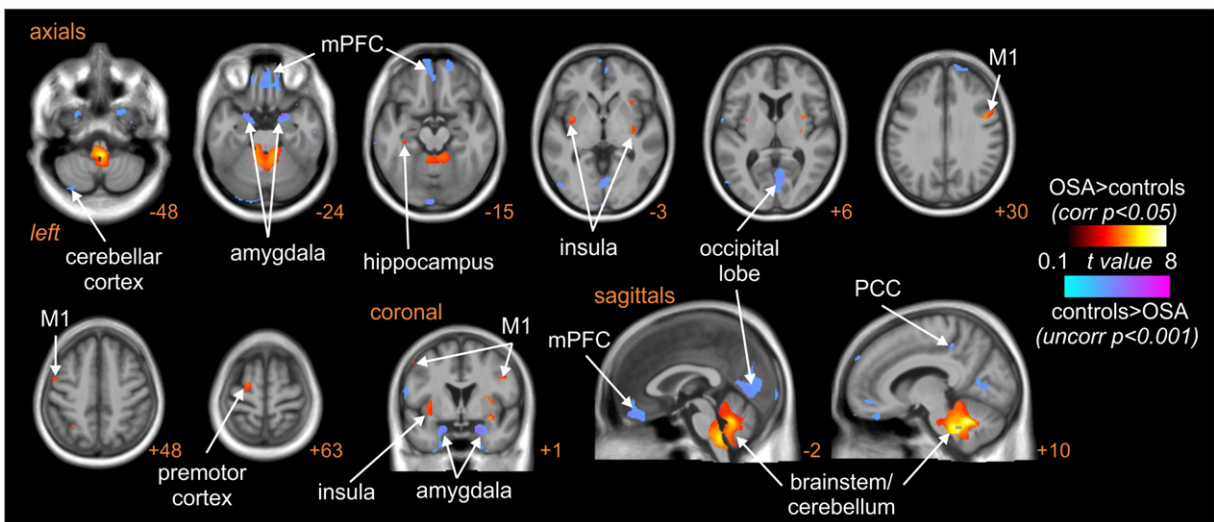 axials
mPFC
M1
-48
-24
-15
-3
+6
+30
left
cerebellar
cortex
amygdala
hippocampus
insula
occipital
lobe
OSA>controls
(corr p<0.05)
0.1 t value 8
controls>OSA
(uncorr p<0.001)
M1
coronal
M1
sagittals
mPFC
PCC
+48
+63
+1
-2
+10
premotor
cortex
insula
amygdala
brainstem/
cerebellum